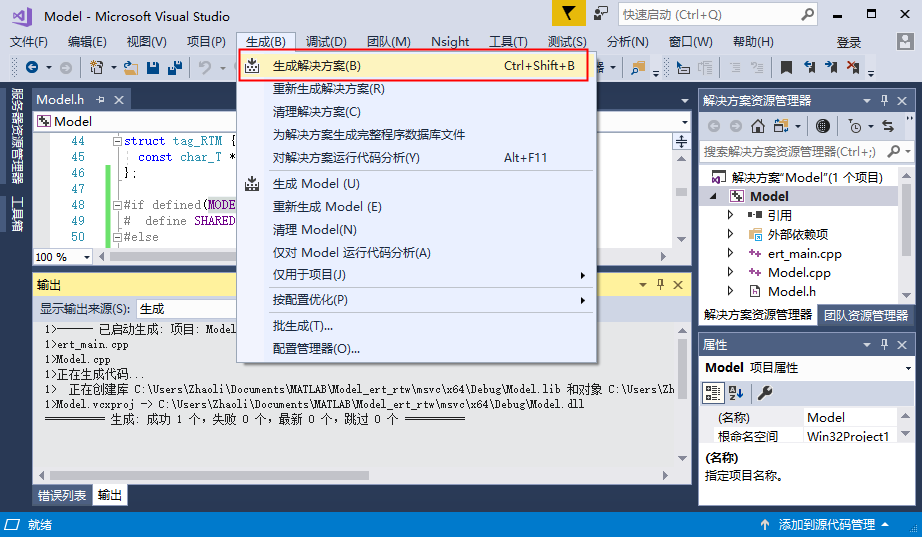 Model - Microsoft Visual Studio
快速启动 (Ctrl+Q)
文件(F) 编辑(E) 视图(V) 项目(P) 生成(B) 调试(D) 团队(M) Nsight 工具(T) 测试(S) 分析(N) 窗口(W) 帮助(H) 登录
服务器资源管理器
工具箱
Model.h
Model
44 struct tag_RTM {
45 const char_T *
46 };
47
48 #if defined(MODE
49 # define SHARED
50 #else
100 %
生成解决方案(B) Ctrl+Shift+B
重新生成解决方案(R)
清理解决方案(C)
为解决方案生成完整程序数据库文件
对解决方案运行代码分析(Y) Alt+F11
生成 Model (U)
重新生成 Model (E)
清理 Model(N)
仅对 Model 运行代码分析(A)
仅用于项目(J)
按配置优化(P)
批生成(T)...
配置管理器(O)...
输出
显示输出来源(S): 生成
1>------ 已启动生成: 项目: Model
1>ert_main.cpp
1>Model.cpp
1>正在生成代码...
1> 正在创建库 C:\Users\Zhaoli\Documents\MATLAB\Model_ert_rtw\msvc\x64\Debug\Model.lib 和对象 C:\Users\Zh
1>Model.vcxproj -> C:\Users\Zhaoli\Documents\MATLAB\Model_ert_rtw\msvc\x64\Debug\Model.dll
========== 生成: 成功 1 个，失败 0 个，最新 0 个，跳过 0 个 ==========
错误列表 输出
解决方案资源管理器
搜索解决方案资源管理器(Ctrl+;)
解决方案"Model"(1 个项目)
Model
引用
外部依赖项
ert_main.cpp
Model.cpp
Model.h
解决方案资源管理器 团队资源管理器
属性
Model 项目属性
(名称) Model
根命名空间 Win32Project1
(名称)
指定项目名称。
就绪
添加到源代码管理